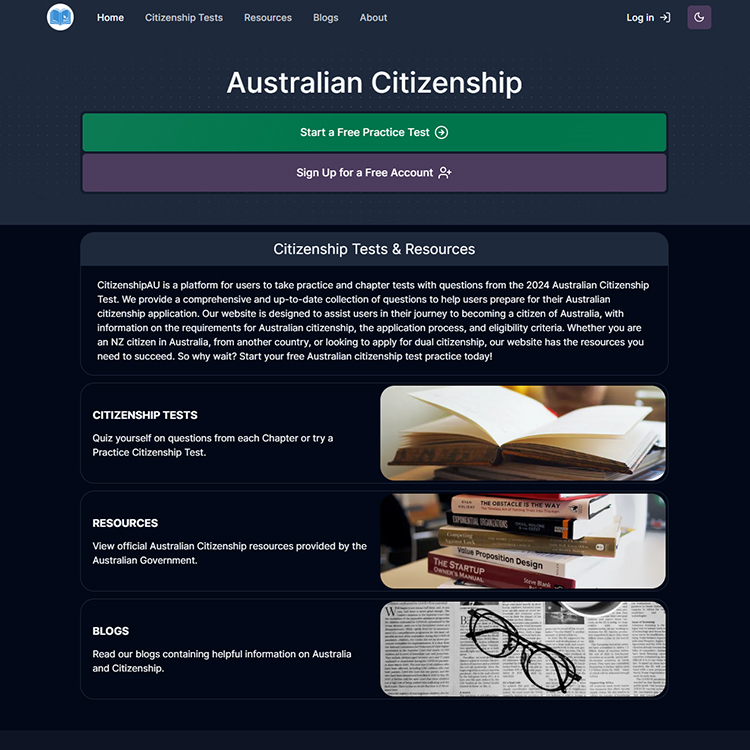 Home
Citizenship Tests
Resources
Blogs
About
Log in
Australian Citizenship
Start a Free Practice Test
Sign Up for a Free Account
Citizenship Tests & Resources
CitizenshipAU is a platform for users to take practice and chapter tests with questions from the 2024 Australian Citizenship
Test. We provide a comprehensive and up-to-date collection of questions to help users prepare for their Australian
citizenship application. Our website is designed to assist users in their journey to becoming a citizen of Australia, with
information on the requirements for Australian citizenship, the application process, and eligibility criteria. Whether you are
an NZ citizen in Australia, from another country, or looking to apply for dual citizenship, our website has the resources you
need to succeed. So why wait? Start your free Australian citizenship test practice today!
CITIZENSHIP TESTS
Quiz yourself on questions from each Chapter or try a
Practice Citizenship Test.
RESOURCES
View official Australian Citizenship resources provided by the
Australian Government.
RYAN HOLIDAY
THE OBSTACLE IS THE WAY
EXPONENTIAL ORGANIZATIONS
Competing
Against Luck
Value Proposition Design
THE STARTUP
OWNER'S MANUAL
Steve Blank
BLOGS
Read our blogs containing helpful information on Australia
and Citizenship.